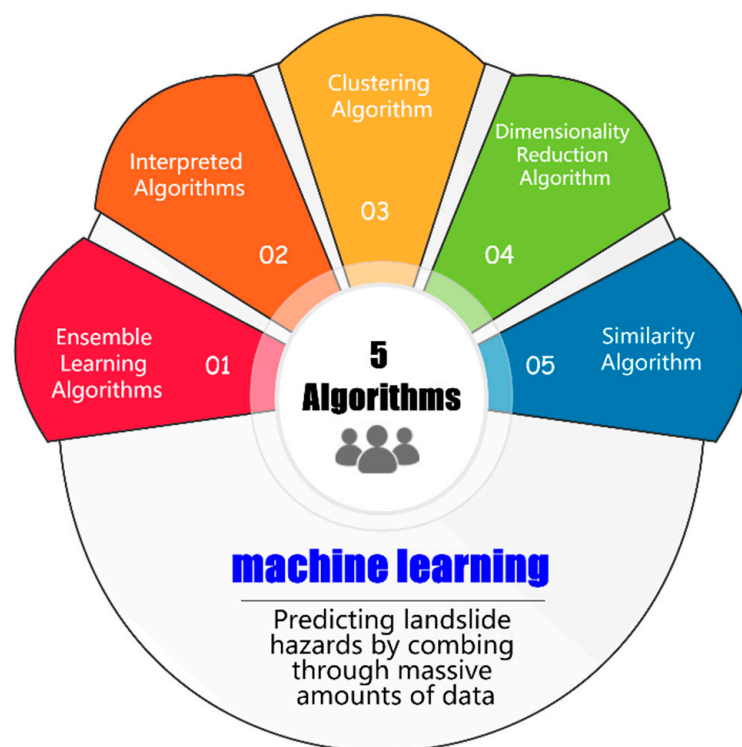 Ensemble
Learning
Algorithms
01
Interpreted
Algorithms
02
Clustering
Algorithm
03
Dimensionality
Reduction
Algorithm
04
Similarity
Algorithm
05
5
Algorithms
machine learning
Predicting landslide
hazards by combing
through massive
amounts of data